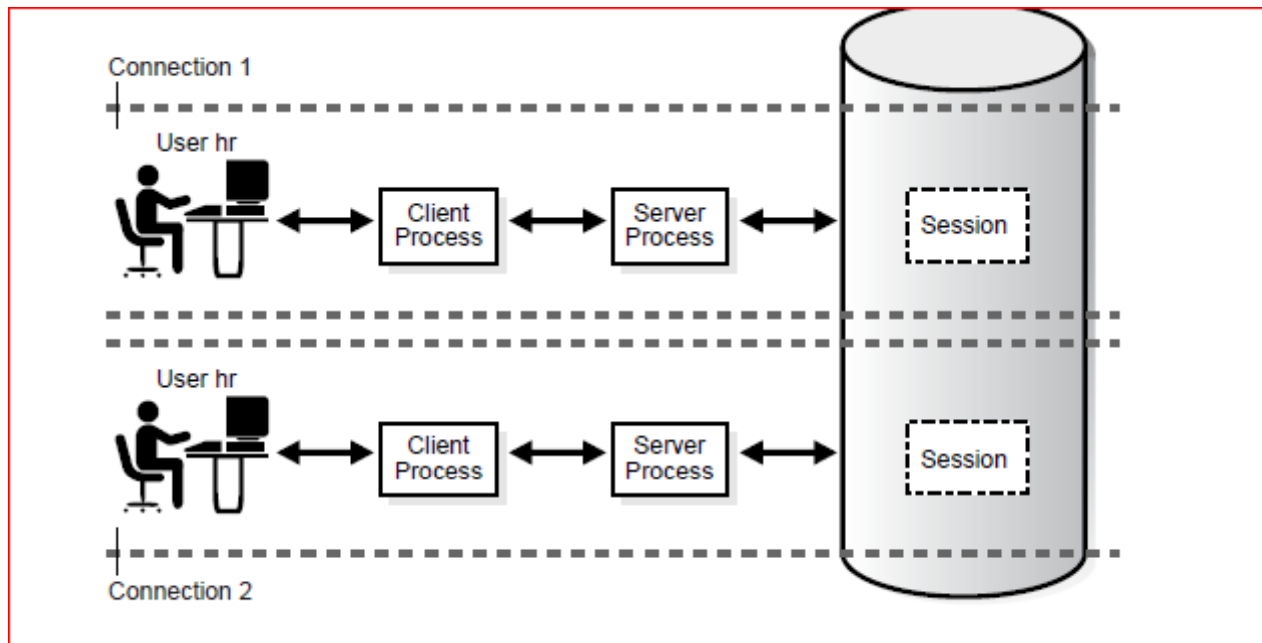 Connection 1
User hr
Client
Process
Server
Process
Session
User hr
Client
Process
Server
Process
Session
Connection 2